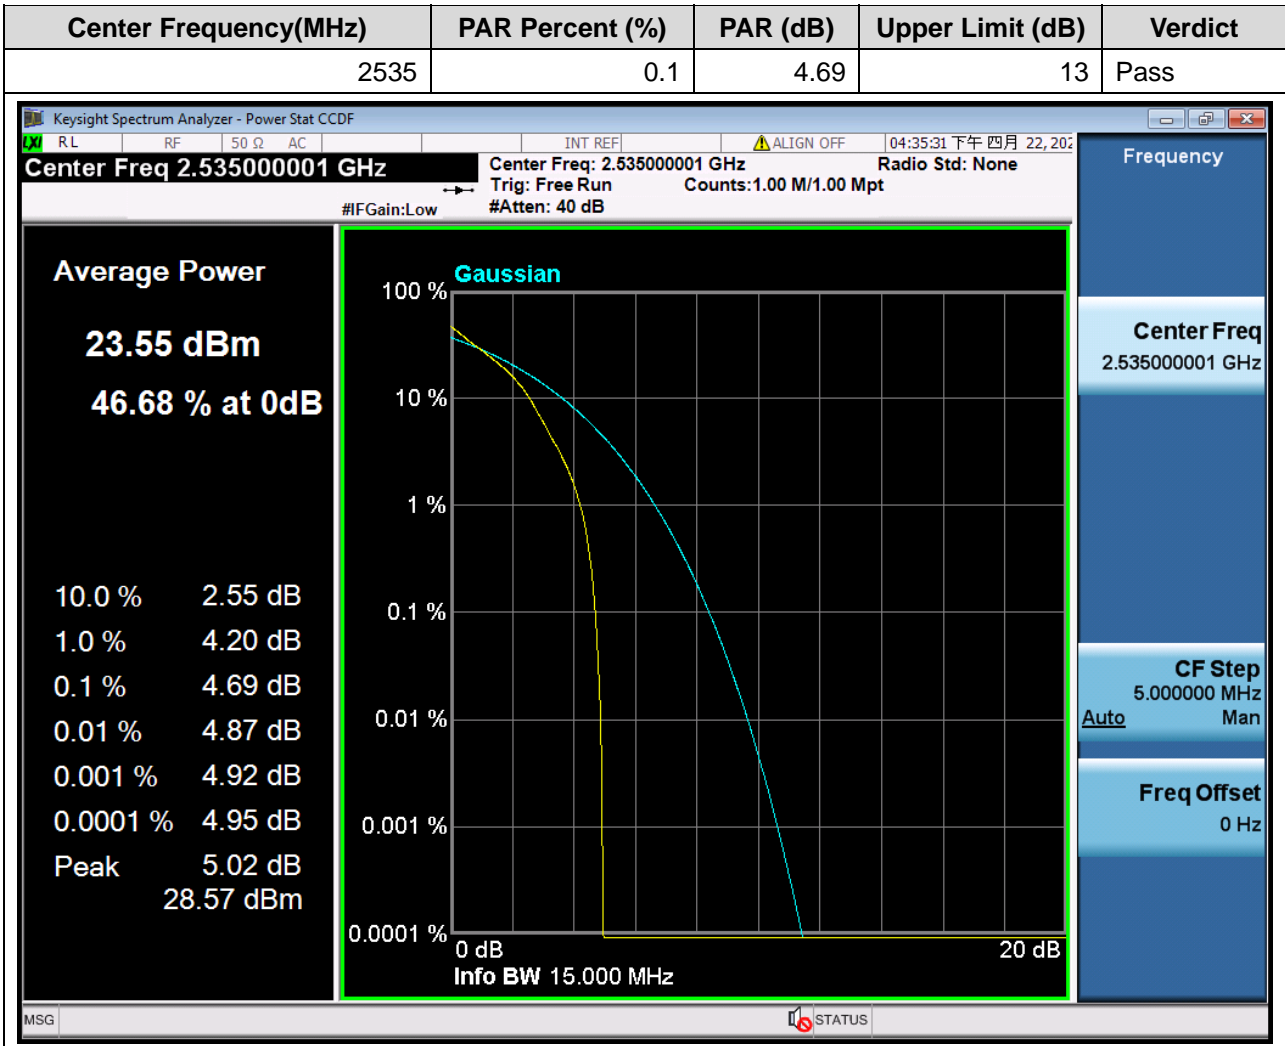 Center Frequency(MHz) PAR Percent (%) PAR (dB) Upper Limit (dB) Verdict
2535 0.1 4.69 13 Pass
Keysight Spectrum Analyzer - Power Stat CCDF
LXI RL RF 50 Ω AC INT REF ALIGN OFF 04:35:31 下午 四月 22, 202
Center Freq 2.535000001 GHz
Center Freq: 2.535000001 GHz Radio Std: None
Trig: Free Run Counts:1.00 M/1.00 Mpt
#IFGain:Low #Atten: 40 dB
Average Power
23.55 dBm
46.68 % at 0dB
10.0 % 2.55 dB
1.0 % 4.20 dB
0.1 % 4.69 dB
0.01 % 4.87 dB
0.001 % 4.92 dB
0.0001 % 4.95 dB
Peak 5.02 dB
28.57 dBm
Gaussian
100 %
10 %
1 %
0.1 %
0.01 %
0.001 %
0.0001 %
0 dB 20 dB
Info BW 15.000 MHz
Frequency
Center Freq
2.535000001 GHz
CF Step
5.000000 MHz
Auto Man
Freq Offset
0 Hz
MSG STATUS